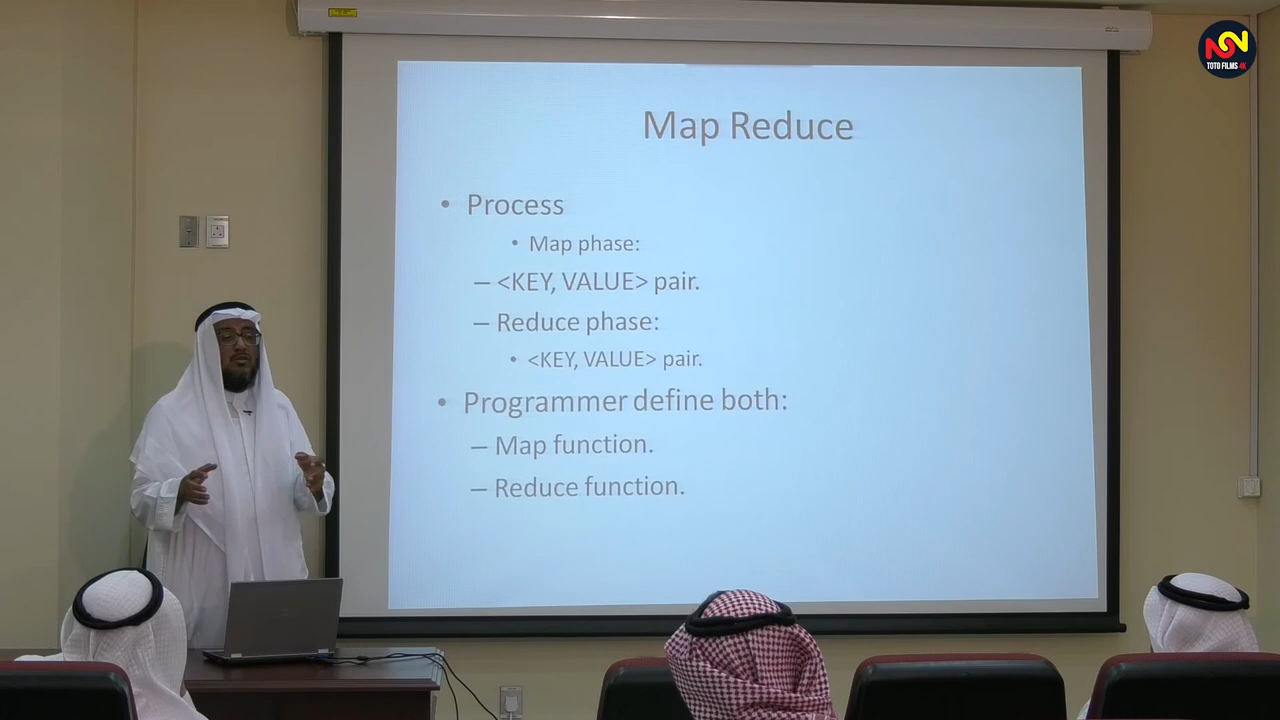 TOTO FILMS 4K
Map Reduce
• Process
• Map phase:
– <KEY, VALUE> pair.
– Reduce phase:
• <KEY, VALUE> pair.
• Programmer define both:
– Map function.
– Reduce function.